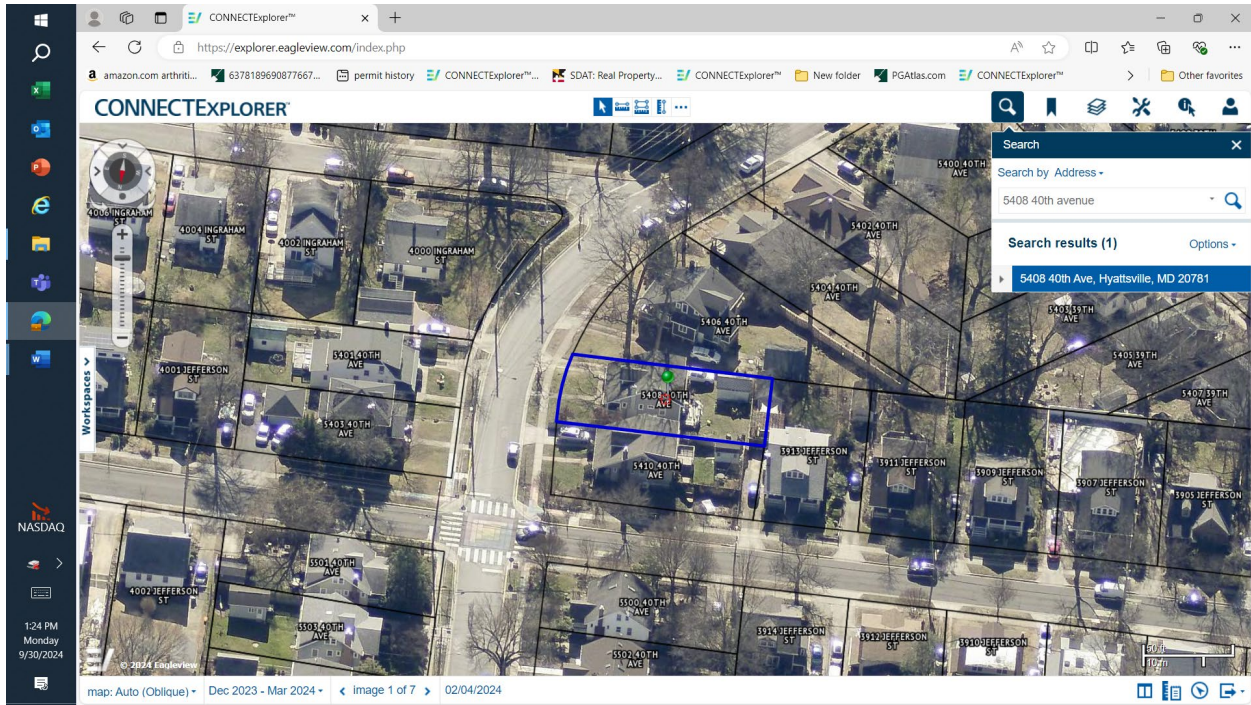 CONNECTExplorer™
https://explorer.eagleview.com/index.php
amazon.com arthriti...
6378189690877667...
permit history
CONNECTExplorer™...
SDAT: Real Property...
CONNECTExplorer™
New folder
PGAtlas.com
CONNECTExplorer™
Other favorites
CONNECTEXPLORER™
Search
Search by Address
5408 40th avenue
Search results (1)
Options
5408 40th Ave, Hyattsville, MD 20781
Workspaces
4006 INGRAHAM
ST
4004 INGRAHAM
ST
4002 INGRAHAM
ST
4000 INGRAHAM
ST
5400 40TH
AVE
5402 40TH
AVE
5404 40TH
AVE
5406 40TH
AVE
5403 39TH
AVE
5405 39TH
AVE
5407 39TH
AVE
4001 JEFFERSON
ST
5401 40TH
AVE
5403 40TH
AVE
5408 40TH
AVE
5410 40TH
AVE
3913 JEFFERSON
ST
3911 JEFFERSON
ST
3909 JEFFERSON
ST
3907 JEFFERSON
ST
3905 JEFFERSON
ST
4002 JEFFERSON
ST
5501 40TH
AVE
5503 40TH
AVE
5500 40TH
AVE
5502 40TH
AVE
3914 JEFFERSON
ST
3912 JEFFERSON
ST
3910 JEFFERSON
ST
50 ft
10 m
© 2024 Eagleview
map: Auto (Oblique)
Dec 2023 - Mar 2024
image 1 of 7
02/04/2024
NASDAQ
1:24 PM
Monday
9/30/2024